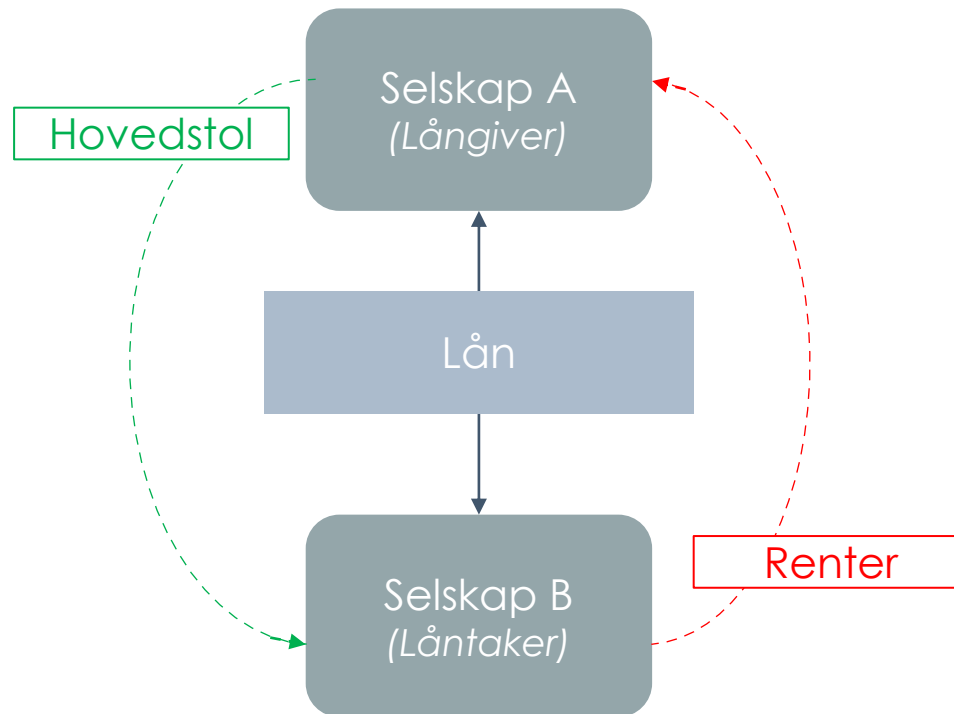 Selskap A
(Långiver)
Hovedstol
Lån
Selskap B
(Låntaker)
Renter